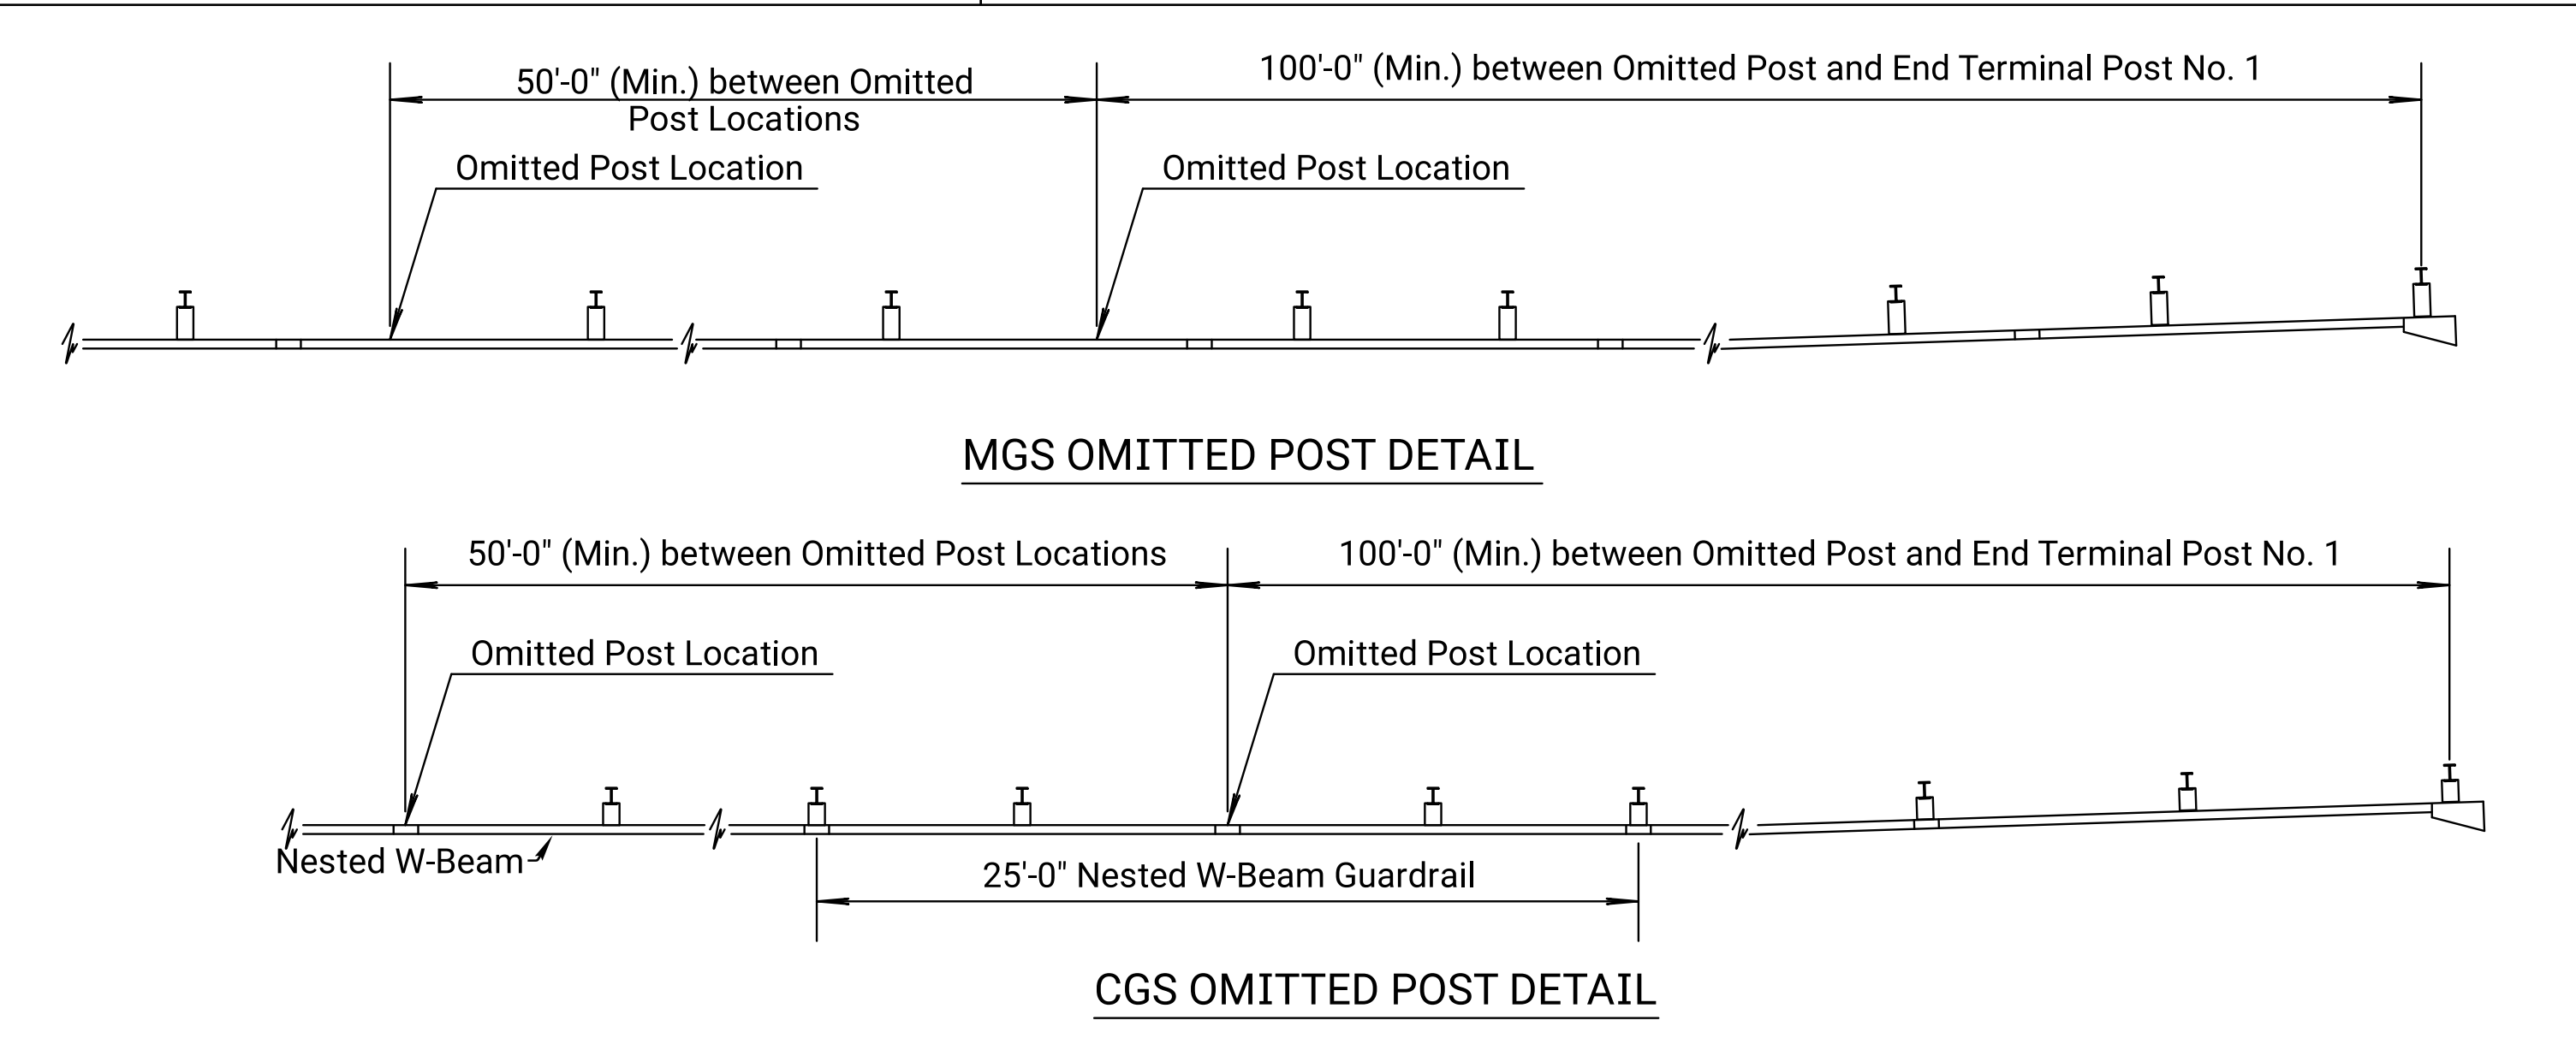 50'-0" (Min.) between Omitted
Post Locations
100'-0" (Min.) between Omitted Post and End Terminal Post No. 1
Omitted Post Location
Omitted Post Location
MGS OMITTED POST DETAIL
50'-0" (Min.) between Omitted Post Locations
100'-0" (Min.) between Omitted Post and End Terminal Post No. 1
Omitted Post Location
Omitted Post Location
Nested W-Beam
25'-0" Nested W-Beam Guardrail
CGS OMITTED POST DETAIL